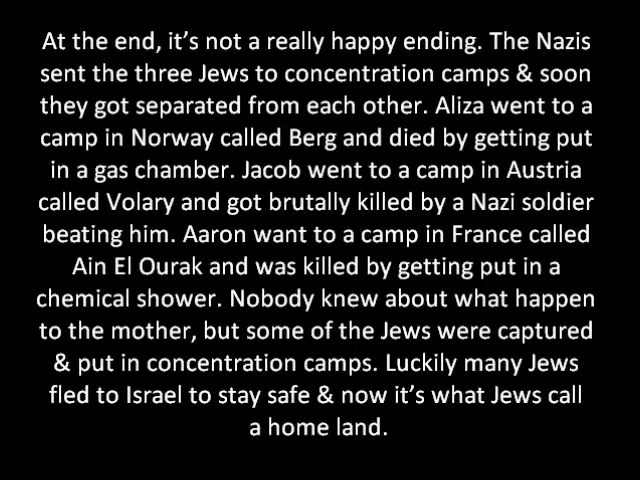 At the end, it's not a really happy ending. The Nazis
sent the three Jews to concentration camps & soon
they got separated from each other. Aliza went to a
camp in Norway called Berg and died by getting put
in a gas chamber. Jacob went to a camp in Austria
called Volary and got brutally killed by a Nazi soldier
beating him. Aaron want to a camp in France called
Ain El Ourak and was killed by getting put in a
chemical shower. Nobody knew about what happen
to the mother, but some of the Jews were captured
& put in concentration camps. Luckily many Jews
fled to Israel to stay safe & now it's what Jews call
a home land.